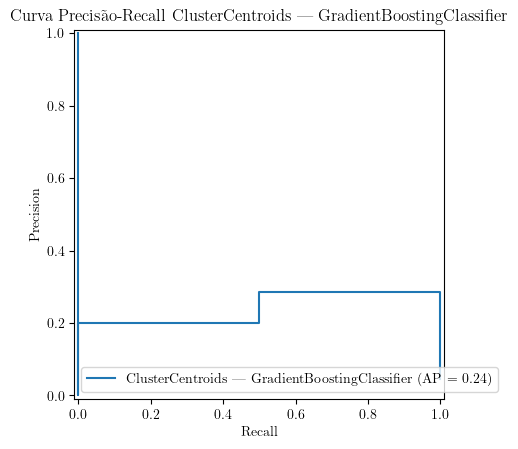 Curva Precisão-Recall ClusterCentroids — GradientBoostingClassifier
1.0
0.8
0.6
0.4
0.2
0.0
Precision
ClusterCentroids — GradientBoostingClassifier (AP = 0.24)
0.0 0.2 0.4 0.6 0.8 1.0
Recall